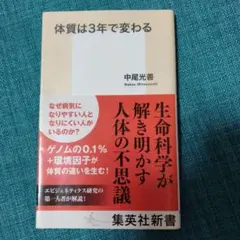 体質は3年で変わる
中尾光善
Nakao Mitsuyoshi
生命科学が
解き明かす
人体の不思議
なぜ病気に
なりやすい人と
なりにくい人が
いるのか？
ゲノムの0.1%
+環境因子が
体質の違いを生む!
エピジェネティクス研究の
第一人者が解説!
集英社新書